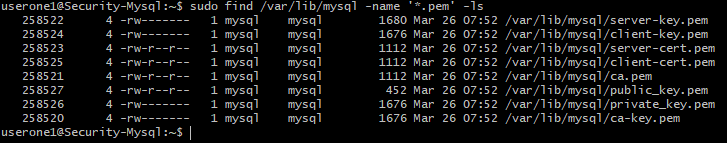 userone1@Security-Mysql:~$ sudo find /var/lib/mysql -name '*.pem' -ls
258522 4 -rw------- 1 mysql mysql 1680 Mar 26 07:52 /var/lib/mysql/server-key.pem
258524 4 -rw------- 1 mysql mysql 1676 Mar 26 07:52 /var/lib/mysql/client-key.pem
258523 4 -rw-r--r-- 1 mysql mysql 1112 Mar 26 07:52 /var/lib/mysql/server-cert.pem
258525 4 -rw-r--r-- 1 mysql mysql 1112 Mar 26 07:52 /var/lib/mysql/client-cert.pem
258521 4 -rw-r--r-- 1 mysql mysql 1112 Mar 26 07:52 /var/lib/mysql/ca.pem
258527 4 -rw-r--r-- 1 mysql mysql 452 Mar 26 07:52 /var/lib/mysql/public_key.pem
258526 4 -rw------- 1 mysql mysql 1676 Mar 26 07:52 /var/lib/mysql/private_key.pem
258520 4 -rw------- 1 mysql mysql 1676 Mar 26 07:52 /var/lib/mysql/ca-key.pem
userone1@Security-Mysql:~$